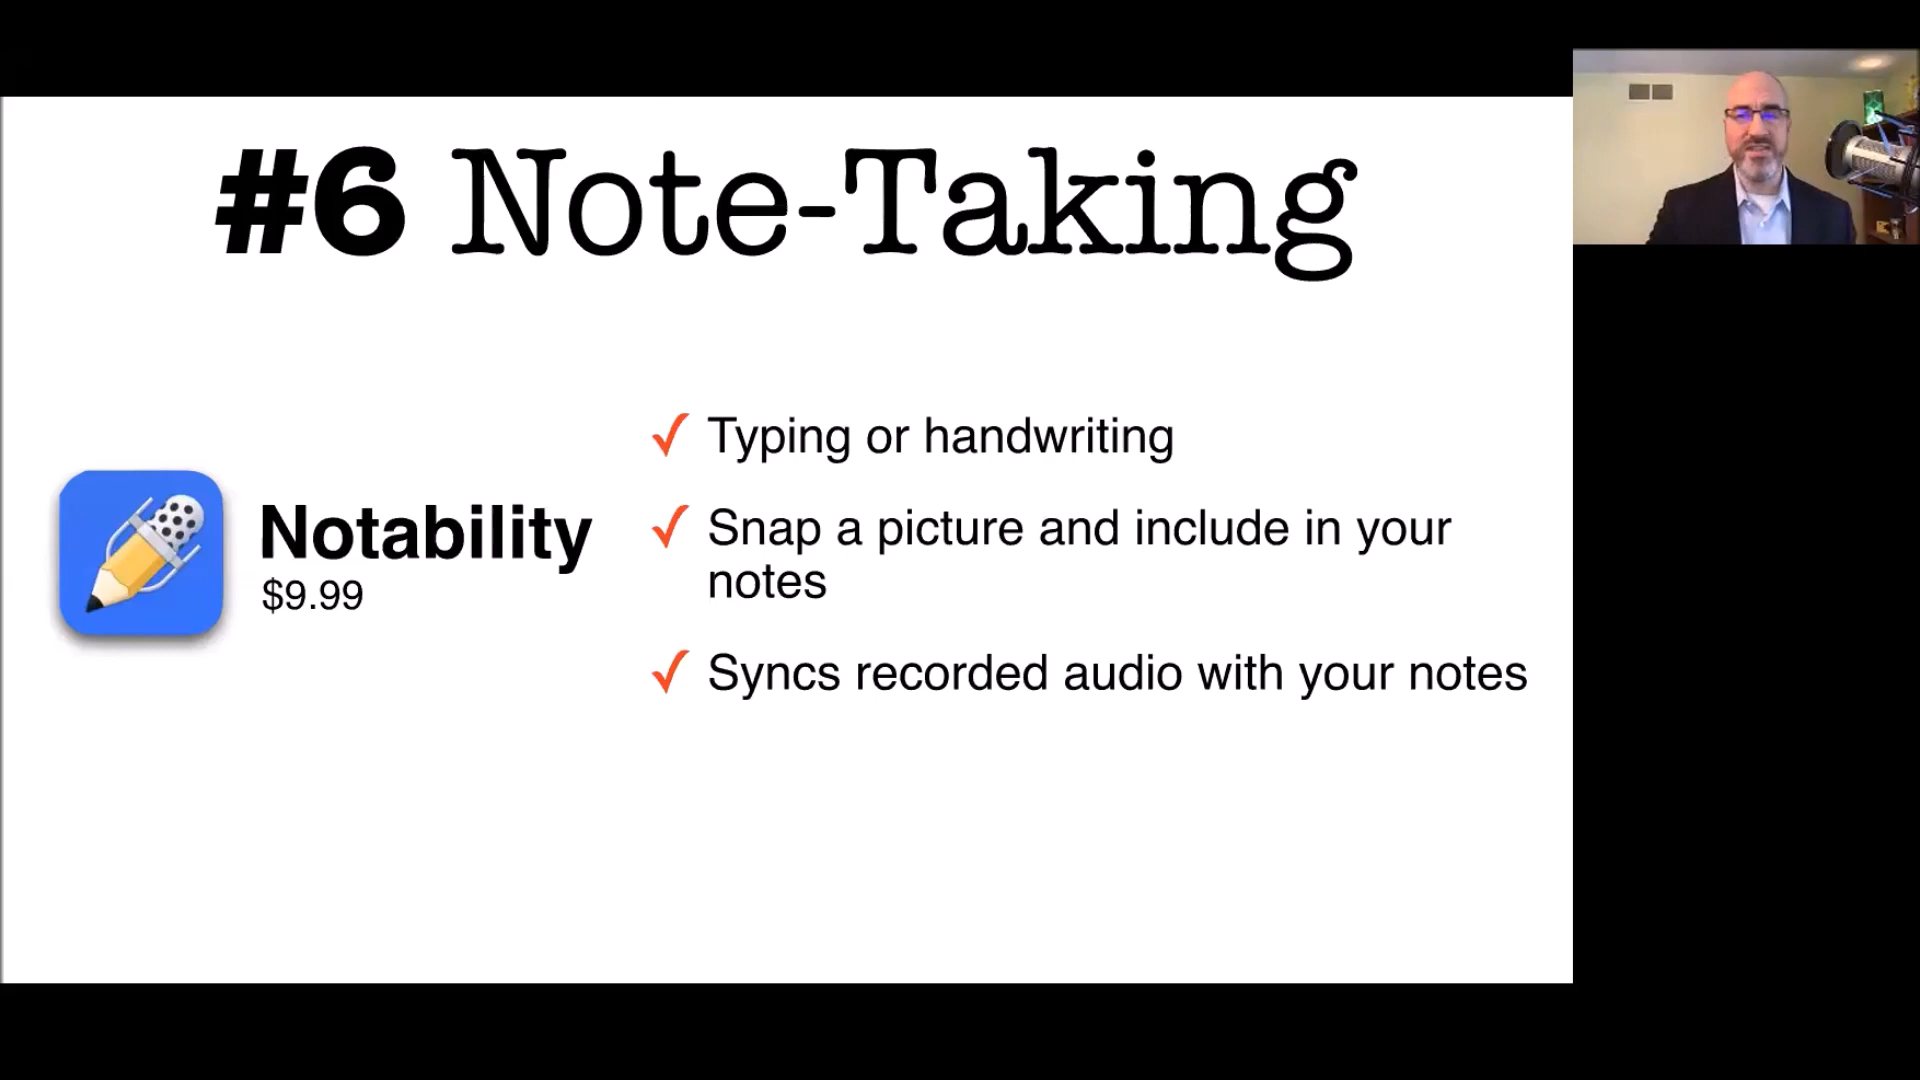 #6 Note-Taking
Notability
$9.99
✓ Typing or handwriting
✓ Snap a picture and include in your
notes
✓ Syncs recorded audio with your notes